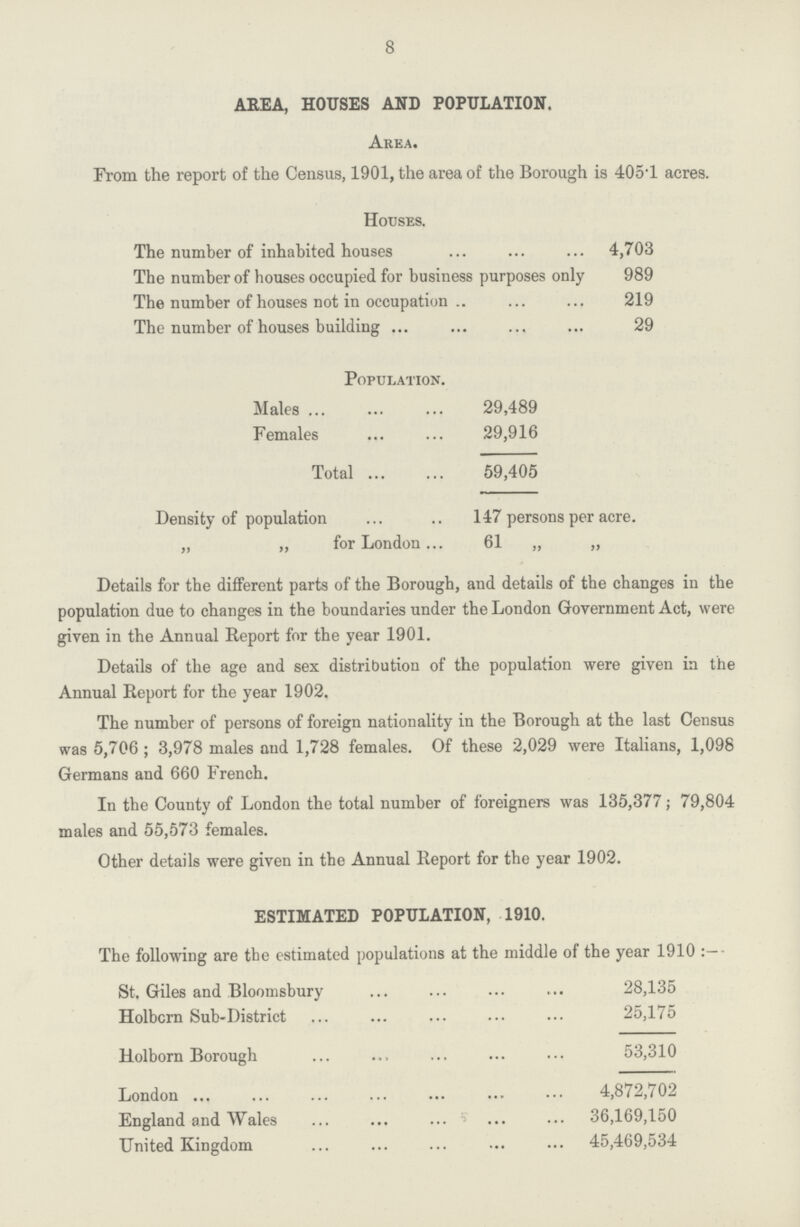 8
AREA, HOUSES AND POPULATION.
AREA.
From the report of the Census, 1901, the area of the Borough is 405·1 acres.
HOUSES.
The number of inhabited houses ... ... ... 4,703
The number of houses occupied for business purposes only 989
The number of houses not in occupation .. ... ... 219
The number of houses building ... ... ... ... 29
POPULATION.
Males ... ... ... 29,489
Females ... ... 29,916
Total ... ... 59,405
Density of population ... .. 147 persons per acre.
„ „ for London ... 61 „ „
Details for the different parts of the Borough, and details of the changes in the
population due to changes in the boundaries under the London Government Act, were
given in the Annual Report for the year 1901.
Details of the age and sex distribution of the population were given in the
Annual Report for the year 1902.
The number of persons of foreign nationality in the Borough at the last Census
was 5,706 ; 3,978 males and 1,728 females. Of these 2,029 were Italians, 1,098
Germans and 660 French.
In the County of London the total number of foreigners was 135,377 ; 79,804
males and 55,573 females.
Other details were given in the Annual Report for the year 1902.
ESTIMATED POPULATION, 1910.
The following are the estimated populations at the middle of the year 1910 :—
St. Giles and Bloomsbury ... ... ... ... 28,135
Holborn Sub-District ... ... ... ... ... 25,175
Holborn Borough ... ... ... ... ... 53,310
London ... ... ... ... ... ... ... 4,872,702
England and Wales ... ... ... ... ... 36,169,150
United Kingdom ... ... ... ... ... 45,469,534